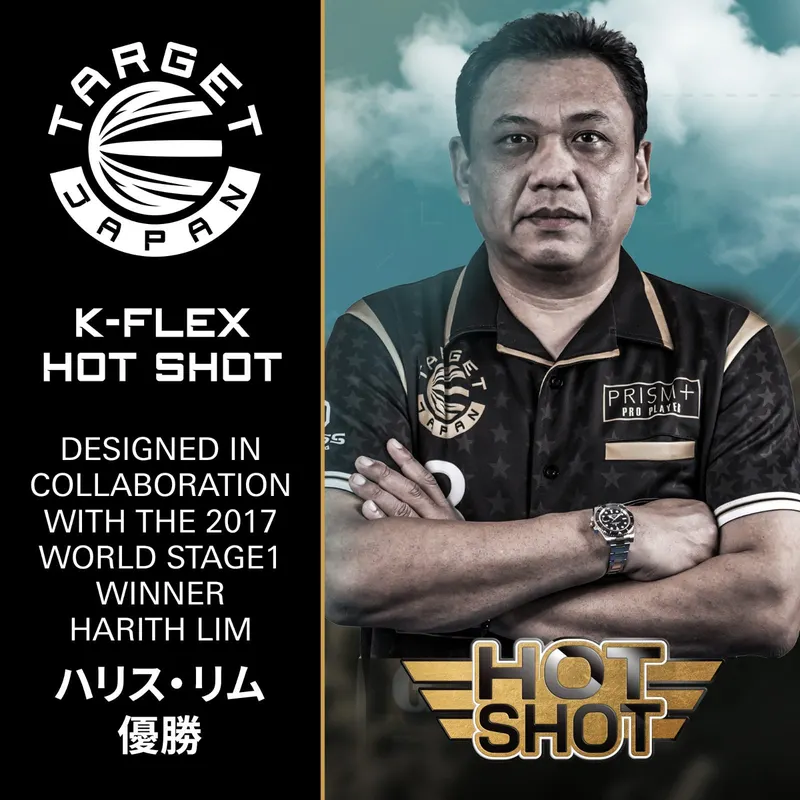 TARGET
JAPAN
K-FLEX
HOT SHOT
DESIGNED IN
COLLABORATION
WITH THE 2017
WORLD STAGE1
WINNER
HARITH LIM
ハリス・リム
優勝
TARGET
JAPAN
PRISM+
PRO PLAYER
HOT
SHOT